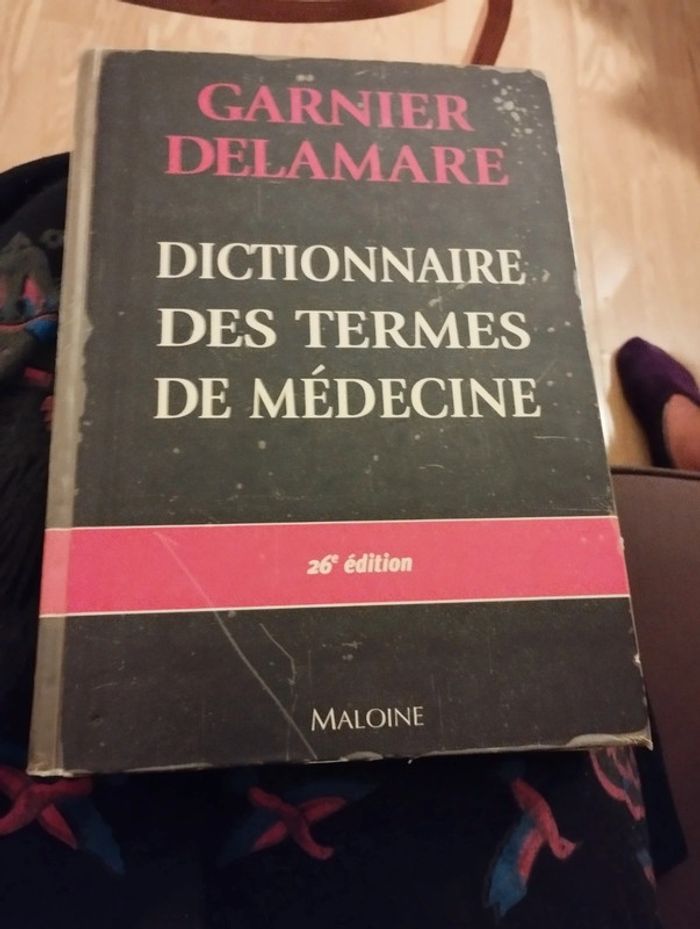 GARNIER
DELAMARE
DICTIONNAIRE
DES TERMES
DE MÉDECINE
26e édition
MALOINE